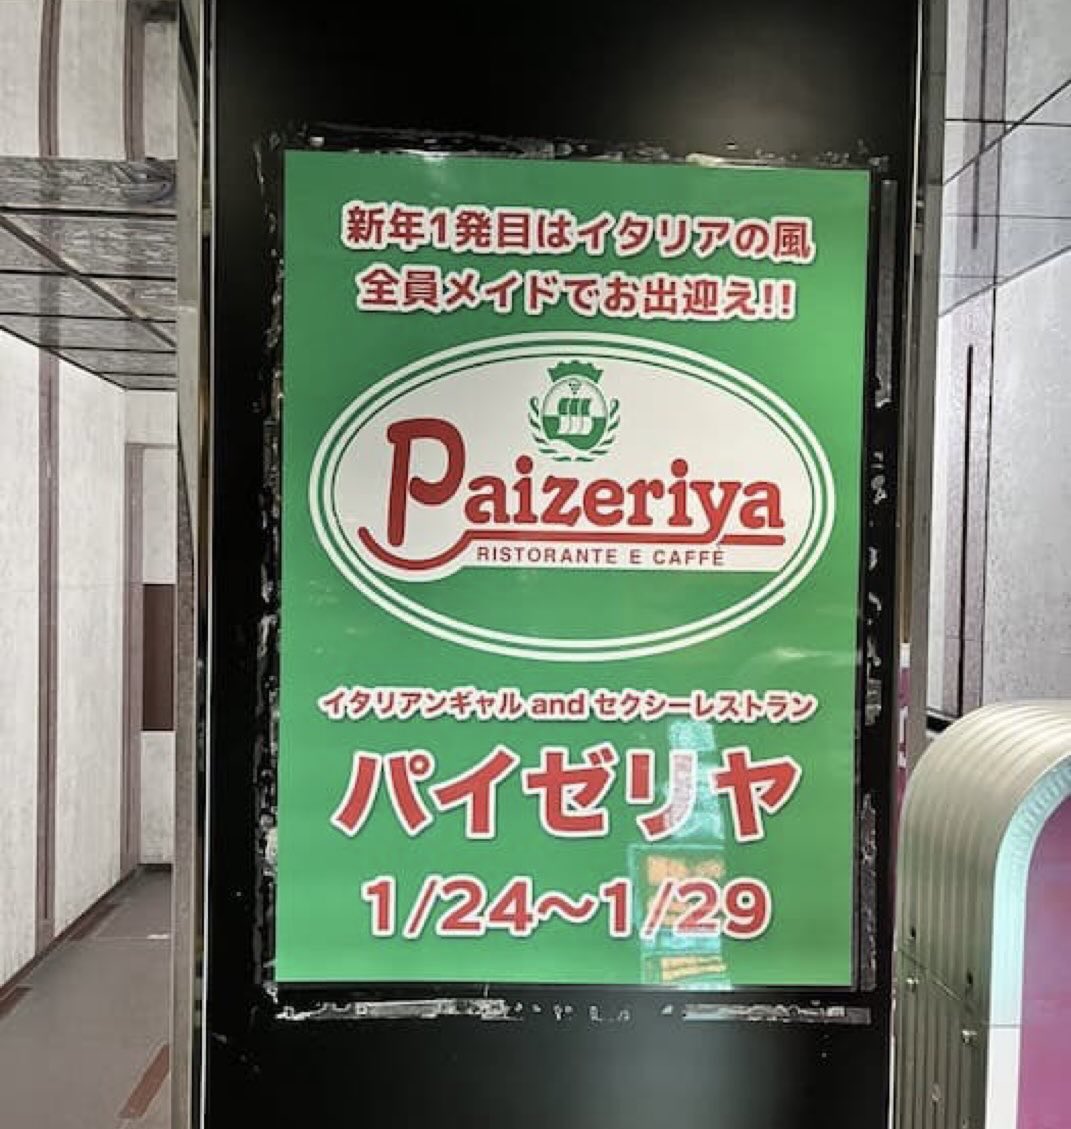 新年1発目はイタリアの風
全員メイドでお出迎え!!
Paizeriya
RISTORANTE E CAFFÈ
イタリアンギャル and セクシーレストラン
パイゼリヤ
1/24〜1/29